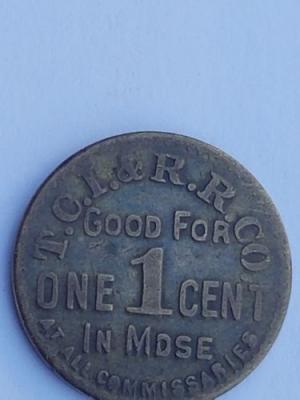 T.C.I. & R.R.CO
GOOD FOR
ONE 1 CENT
IN MDSE
AT ALL COMMISSARIES